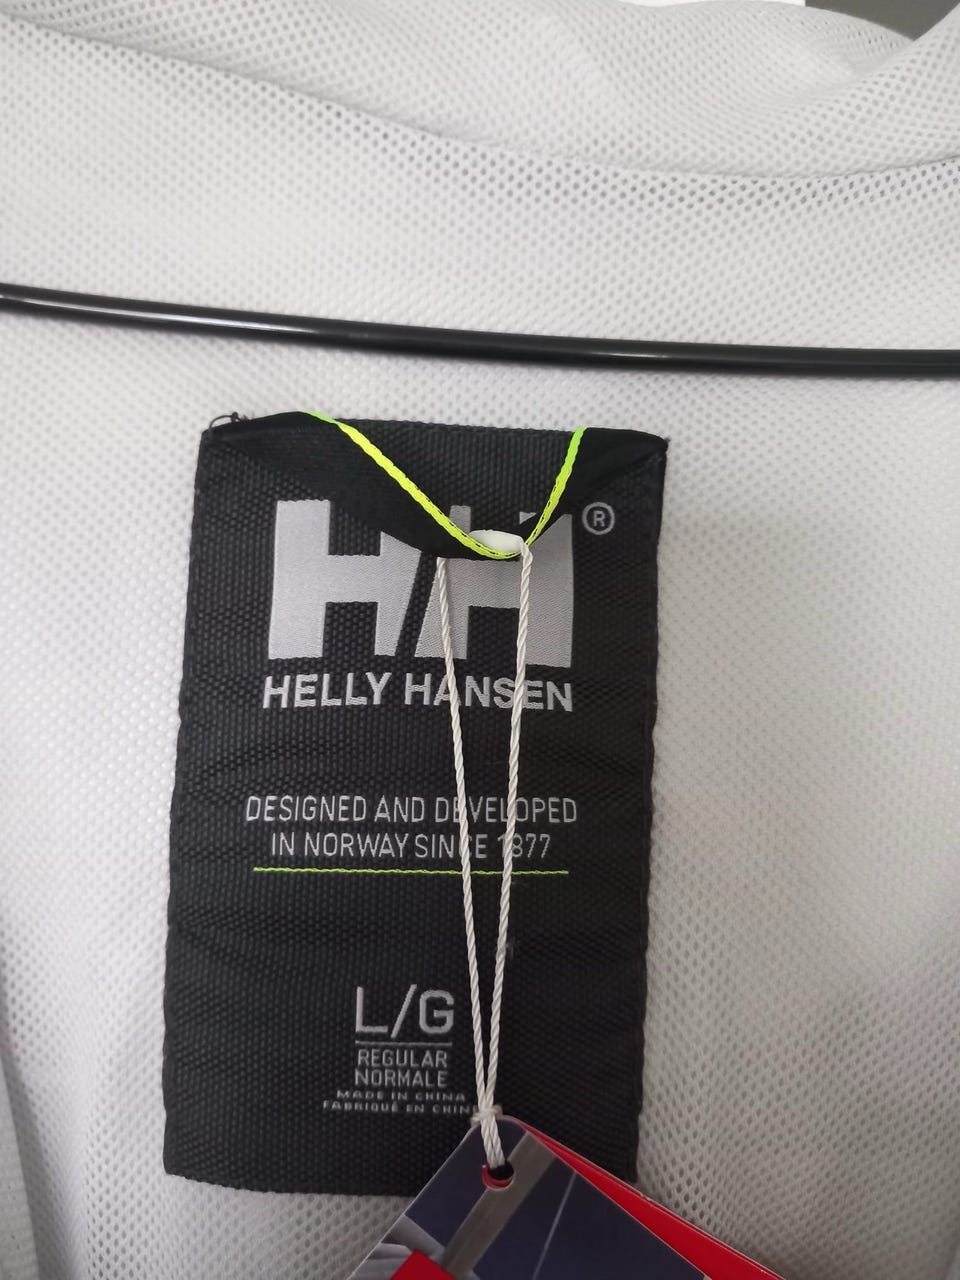 HH®
HELLY HANSEN
DESIGNED AND DEVELOPED
IN NORWAY SINCE 1877
L/G
REGULAR
NORMALE
MADE IN CHINA
FABRIQUÉ EN CHINE